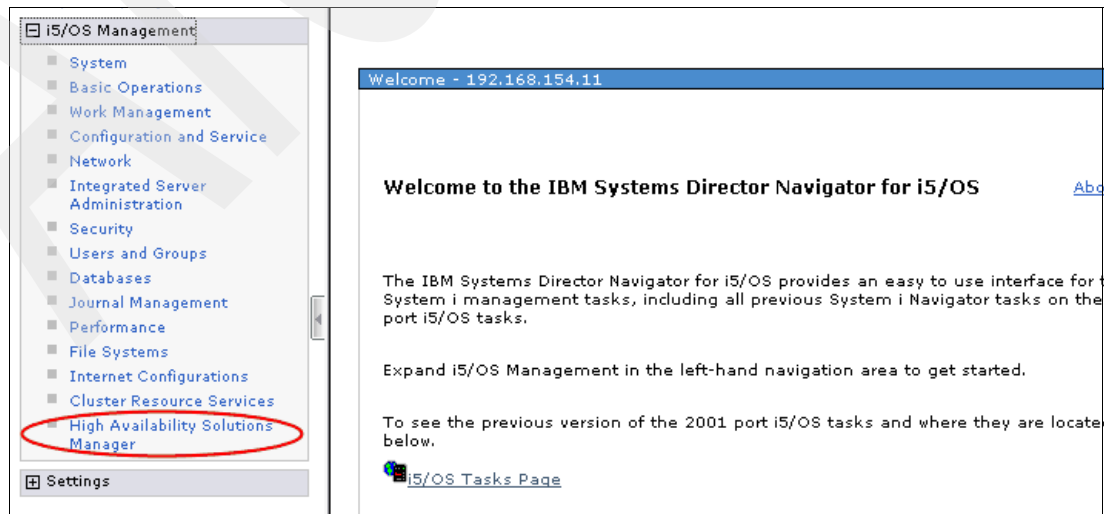 i5/OS Management
System
Basic Operations
Work Management
Configuration and Service
Network
Integrated Server
Administration
Security
Users and Groups
Databases
Journal Management
Performance
File Systems
Internet Configurations
Cluster Resource Services
High Availability Solutions
Manager
Settings
Welcome - 192.168.154.11
Welcome to the IBM Systems Director Navigator for i5/OS
The IBM Systems Director Navigator for i5/OS provides an easy to use interface for
System i management tasks, including all previous System i Navigator tasks on the
port i5/OS tasks.
Expand i5/OS Management in the left-hand navigation area to get started.
To see the previous version of the 2001 port i5/OS tasks and where they are
below.
i5/OS Tasks Page